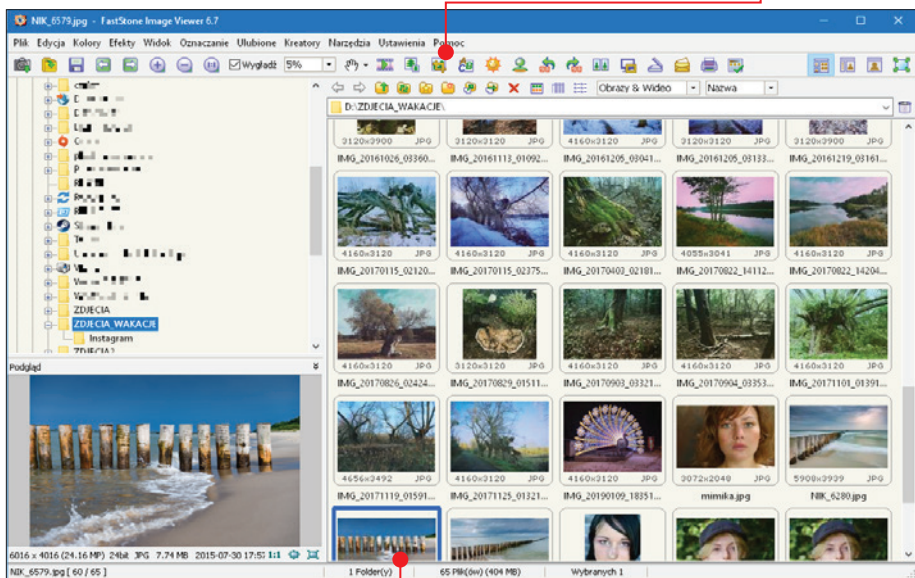 NIK_6579.jpg - FastStone Image Viewer 6.7
Plik Edycja Kolory Efekty Widok Oznaczanie Ulubione Kreatory Narzędzia Ustawienia Pomoc
Wygładź 5%
Obrazy & Wideo Nazwa
D:\ZDJECIA_WAKACJE\
ZDJECIA
ZDJECIA_WAKACJE
Instagram
ZDJECIA2
3120x3900 JPG 3120x3900 JPG 4160x3120 JPG 3120x3900 JPG 3120x3900 JPG
IMG_20161026_03360... IMG_20161113_01092... IMG_20161205_03041... IMG_20161205_03133... IMG_20161219_03161...
4160x3120 JPG 4160x3120 JPG 4160x3120 JPG 4055x3041 JPG 4160x3120 JPG
IMG_20170115_02120... IMG_20170115_02375... IMG_20170403_02181... IMG_20170822_14112... IMG_20170822_14204...
4160x3120 JPG 3120x3120 JPG 4160x3120 JPG 4160x3120 JPG 4160x3120 JPG
IMG_20170826_02424... IMG_20170829_01511... IMG_20170903_03321... IMG_20170904_03353... IMG_20171101_01391...
4656x3492 JPG 4160x3120 JPG 4160x3120 JPG 3072x2048 JPG 5908x3939 JPG
IMG_20171119_01591... IMG_20171125_01321... IMG_20190109_18351... mimika.jpg NIK_6280.jpg
Podgląd
6016 x 4016 (24.16 MP) 24bit JPG 7.74 MB 2015-07-30 17:57 1:1
NIK_6579.jpg [ 60 / 65 ] 1 Folder(y) 65 Plik(ów) (404 MB) Wybranych 1